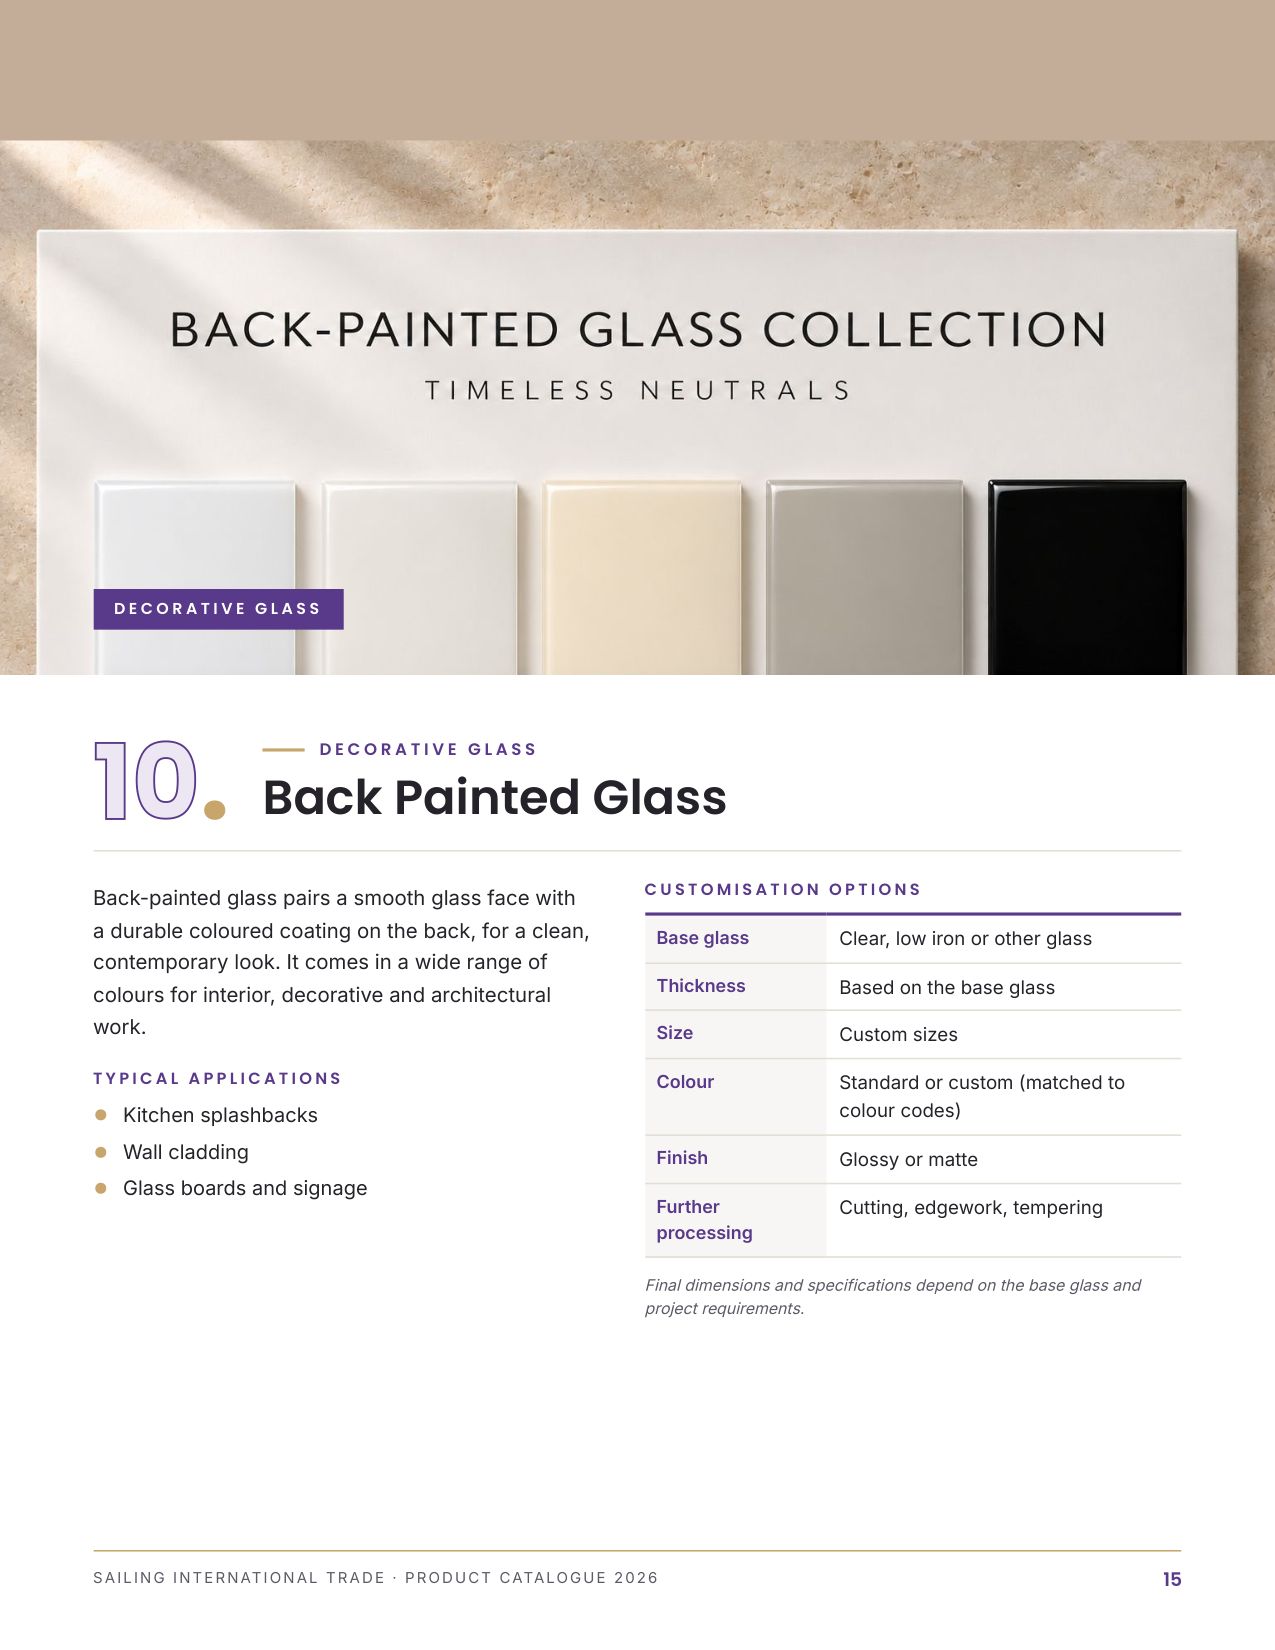 BACK-PAINTED GLASS COLLECTION
TIMELESS NEUTRALS
DECORATIVE GLASS
10.
DECORATIVE GLASS
Back Painted Glass
Back-painted glass pairs a smooth glass face with
a durable coloured coating on the back, for a clean,
contemporary look. It comes in a wide range of
colours for interior, decorative and architectural
work.
TYPICAL APPLICATIONS
Kitchen splashbacks
Wall cladding
Glass boards and signage
CUSTOMISATION OPTIONS
Base glass Clear, low iron or other glass
Thickness Based on the base glass
Size Custom sizes
Colour Standard or custom (matched to
colour codes)
Finish Glossy or matte
Further Cutting, edgework, tempering
processing
Final dimensions and specifications depend on the base glass and
project requirements.
SAILING INTERNATIONAL TRADE · PRODUCT CATALOGUE 2026 15